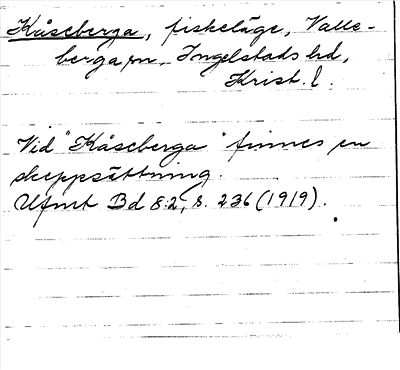 Kåseberga, fiskeläge, Valle-
berga sn, Ingelstads hd,
Krist. l.
Vid "Kåseberga" finnes en
skeppsättning.
Ufmt Bd 8:2, s. 236 (1919).